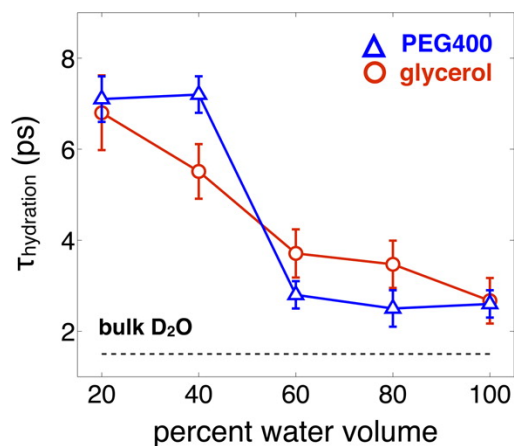 8
6
4
2
τhydration (ps)
PEG400
glycerol
bulk D₂O
20 40 60 80 100
percent water volume